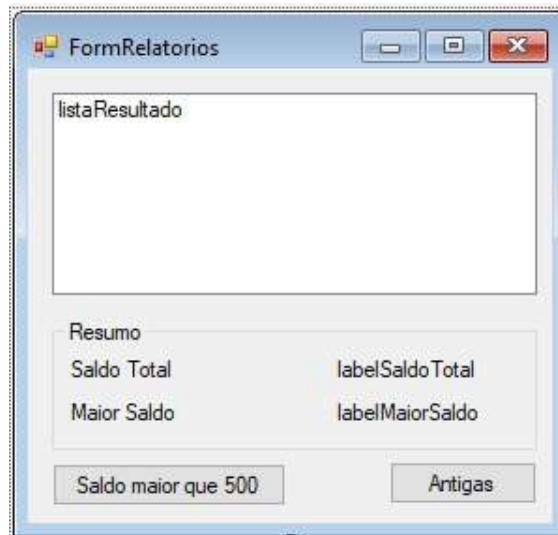 FormRelatorios
listaResultado
Resumo
Saldo Total labelSaldoTotal
Maior Saldo labelMaiorSaldo
Saldo maior que 500 Antigas